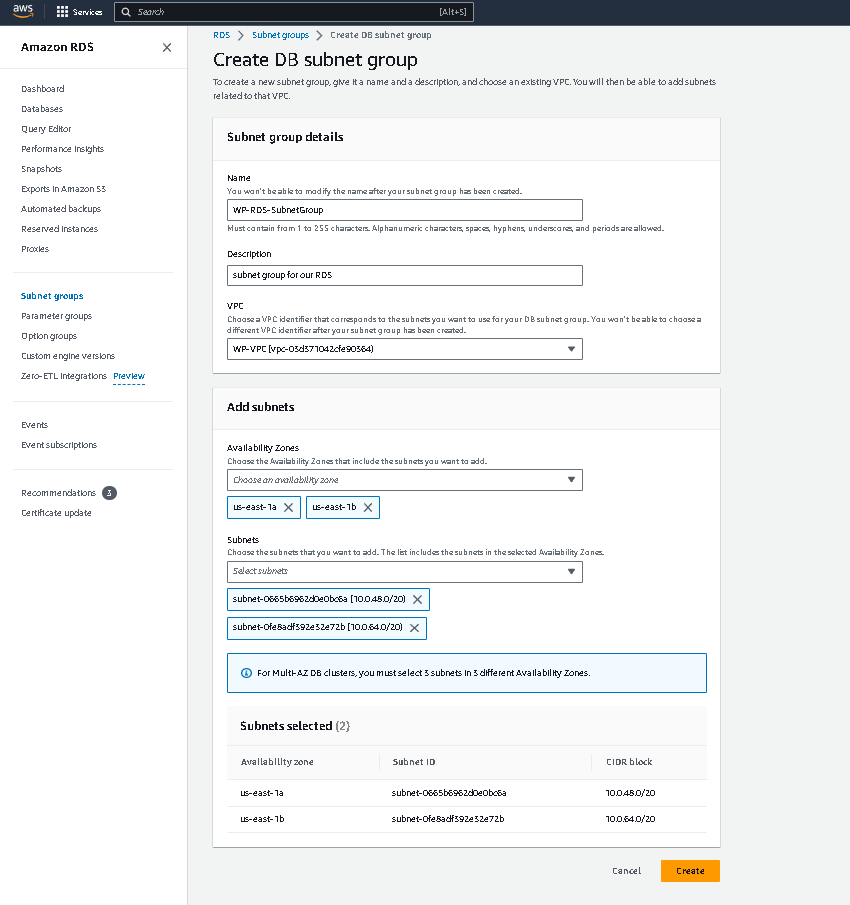 aws
Services
Search
[Alt+S]
Amazon RDS
Dashboard
Databases
Query Editor
Performance insights
Snapshots
Exports in Amazon S3
Automated backups
Reserved instances
Proxies
Subnet groups
Parameter groups
Option groups
Custom engine versions
Zero-ETL integrations Preview
Events
Event subscriptions
Recommendations 3
Certificate update
RDS > Subnet groups > Create DB subnet group
Create DB subnet group
To create a new subnet group, give it a name and a description, and choose an existing VPC. You will then be able to add subnets
related to that VPC.
Subnet group details
Name
You won't be able to modify the name after your subnet group has been created.
WP-RDS-SubnetGroup
Must contain from 1 to 255 characters. Alphanumeric characters, spaces, hyphens, underscores, and periods are allowed.
Description
subnet group for our RDS
VPC
Choose a VPC identifier that corresponds to the subnets you want to use for your DB subnet group. You won't be able to choose a
different VPC identifier after your subnet group has been created.
WP-VPC (vpc-03d371042cfe90364)
Add subnets
Availability Zones
Choose the Availability Zones that include the subnets you want to add.
Choose an availability zone
us-east-1a
us-east-1b
Subnets
Choose the subnets that you want to add. The list includes the subnets in the selected Availability Zones.
Select subnets
subnet-0665b6962d0e0bc6a (10.0.48.0/20)
subnet-0fe8adf392e32e72b (10.0.64.0/20)
For Multi-AZ DB clusters, you must select 3 subnets in 3 different Availability Zones.
Subnets selected (2)
Availability zone Subnet ID CIDR block
us-east-1a subnet-0665b6962d0e0bc6a 10.0.48.0/20
us-east-1b subnet-0fe8adf392e32e72b 10.0.64.0/20
Cancel
Create